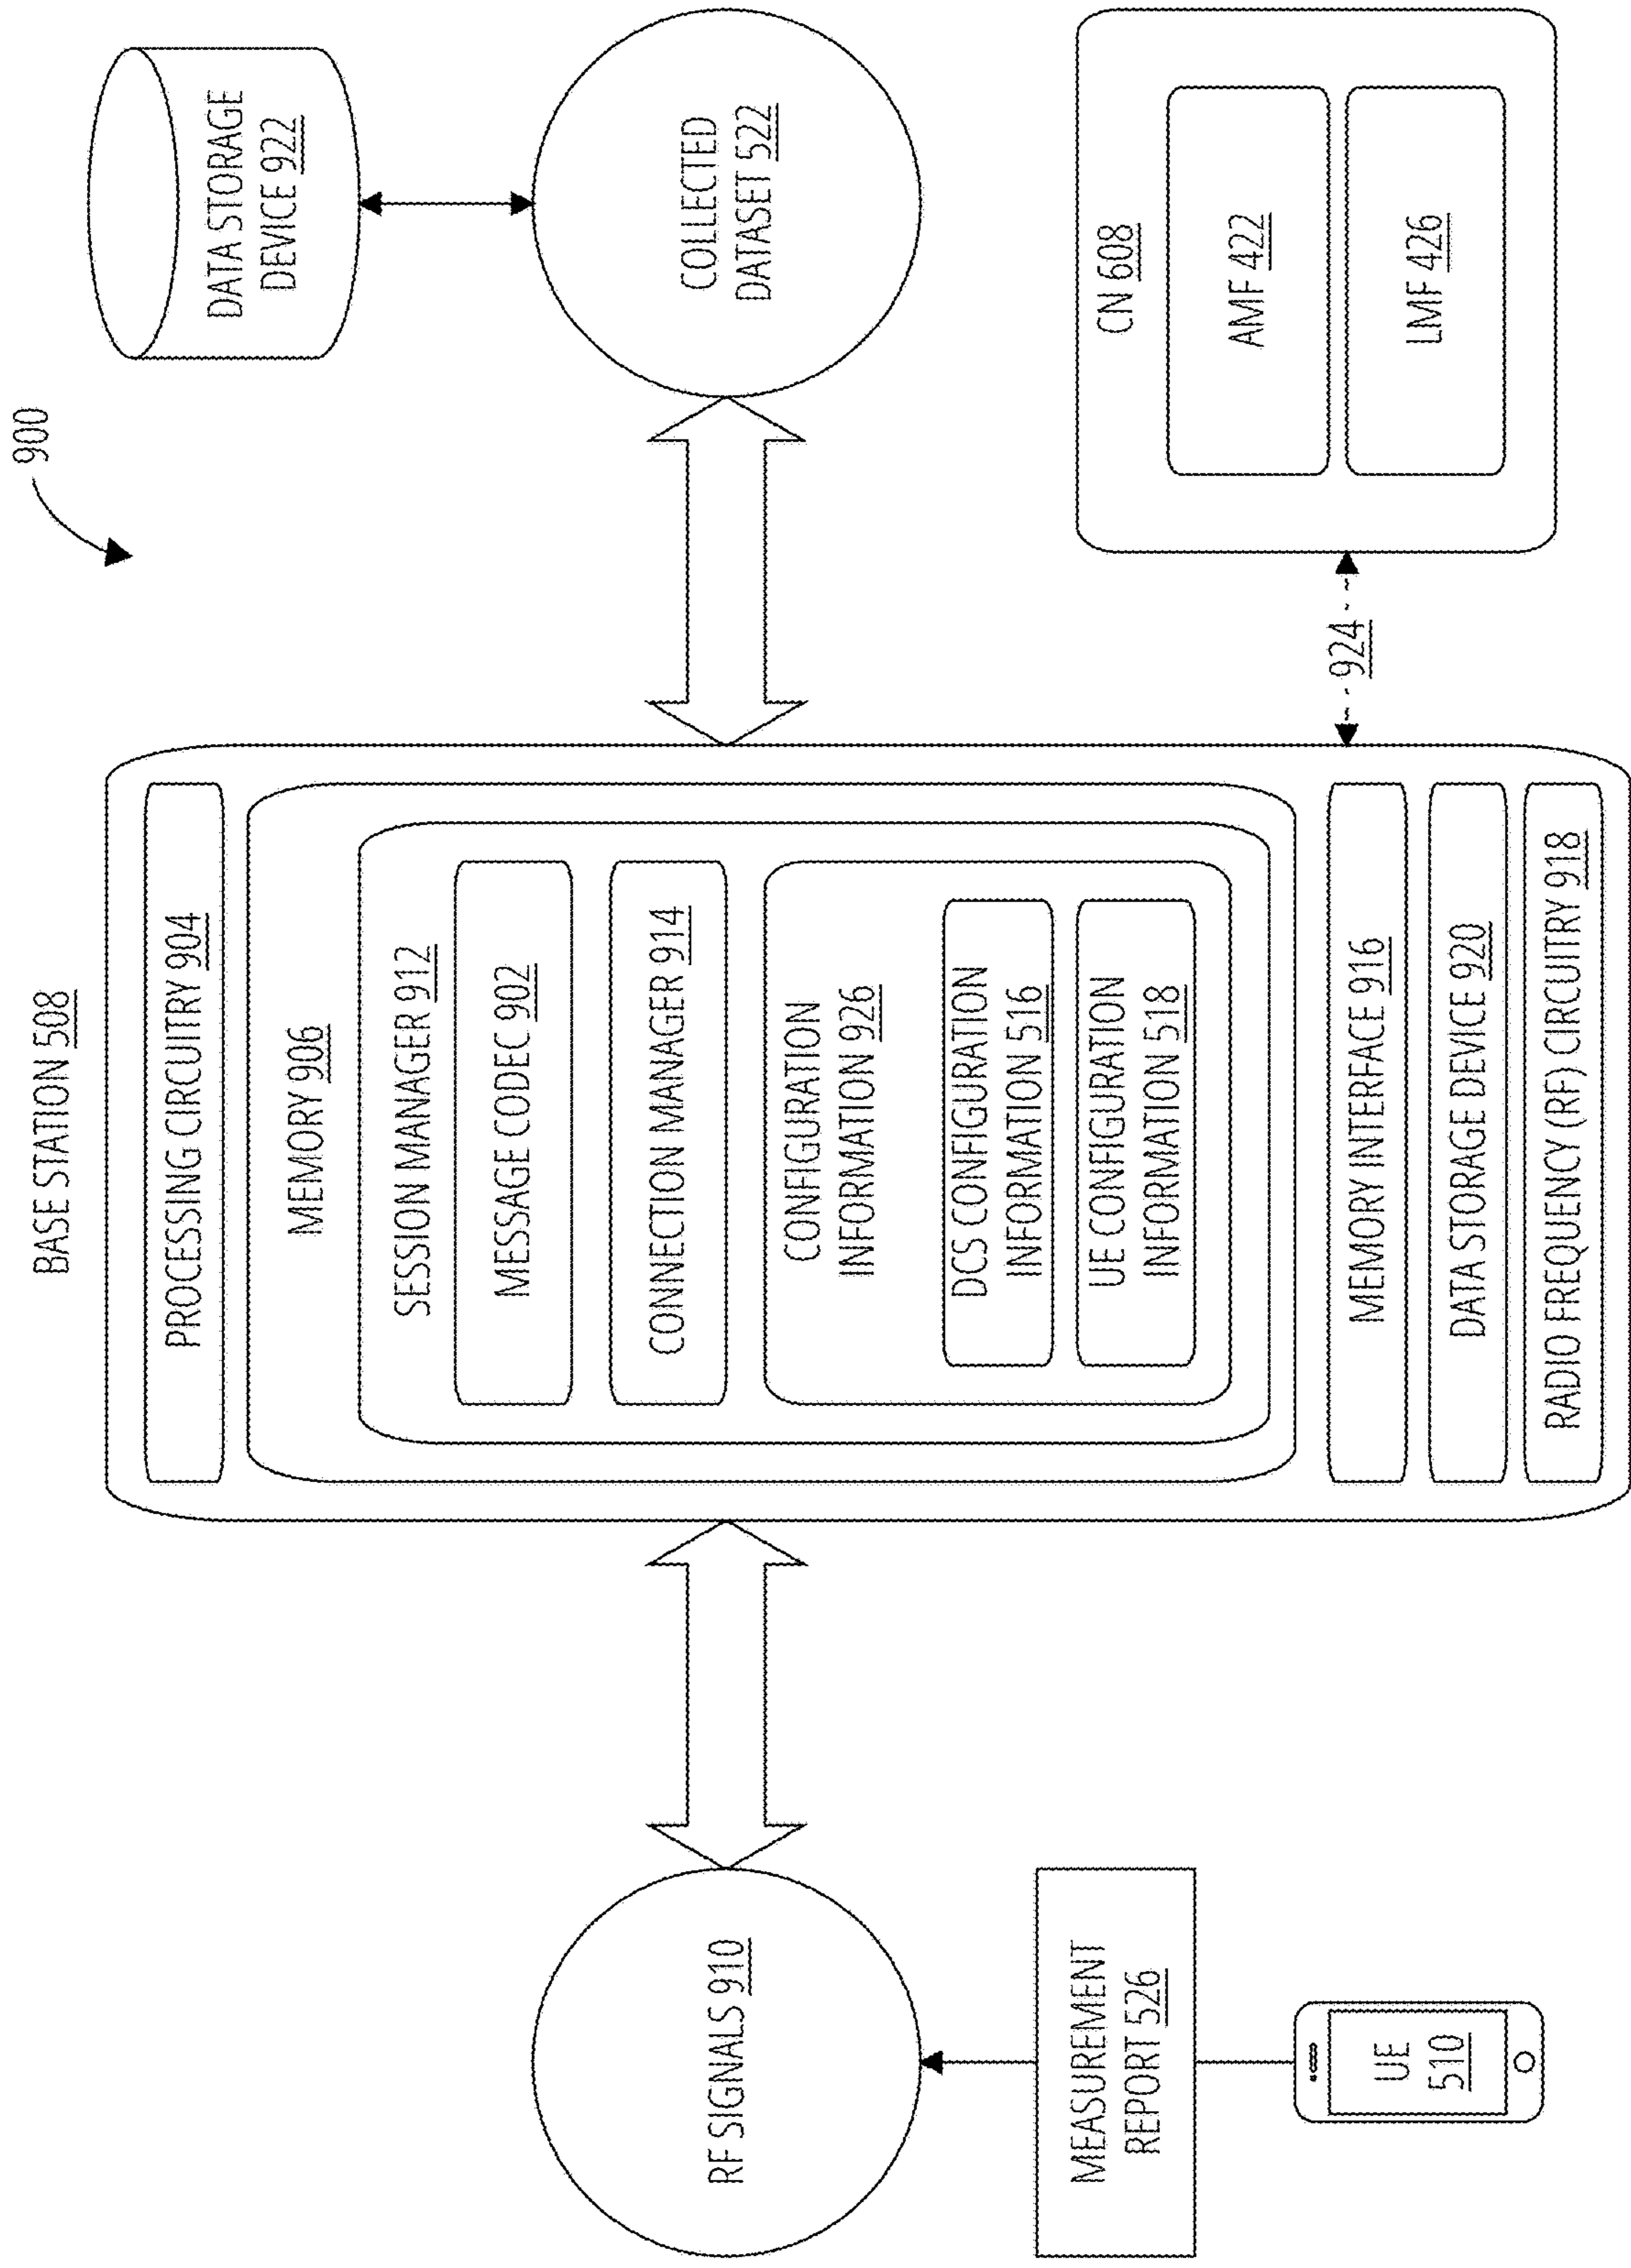 900
BASE STATION 508
PROCESSING CIRCUITRY 904
MEMORY 906
SESSION MANAGER 912
MESSAGE CODEC 902
CONNECTION MANAGER 914
CONFIGURATION
INFORMATION 926
DCS CONFIGURATION
INFORMATION 516
UE CONFIGURATION
INFORMATION 518
MEMORY INTERFACE 916
DATA STORAGE DEVICE 920
RADIO FREQUENCY (RF) CIRCUITRY 918
RF SIGNALS 910
MEASUREMENT
REPORT 526
UE
510
DATA STORAGE
DEVICE 922
COLLECTED
DATASET 522
924
CN 608
AMF 422
LMF 426